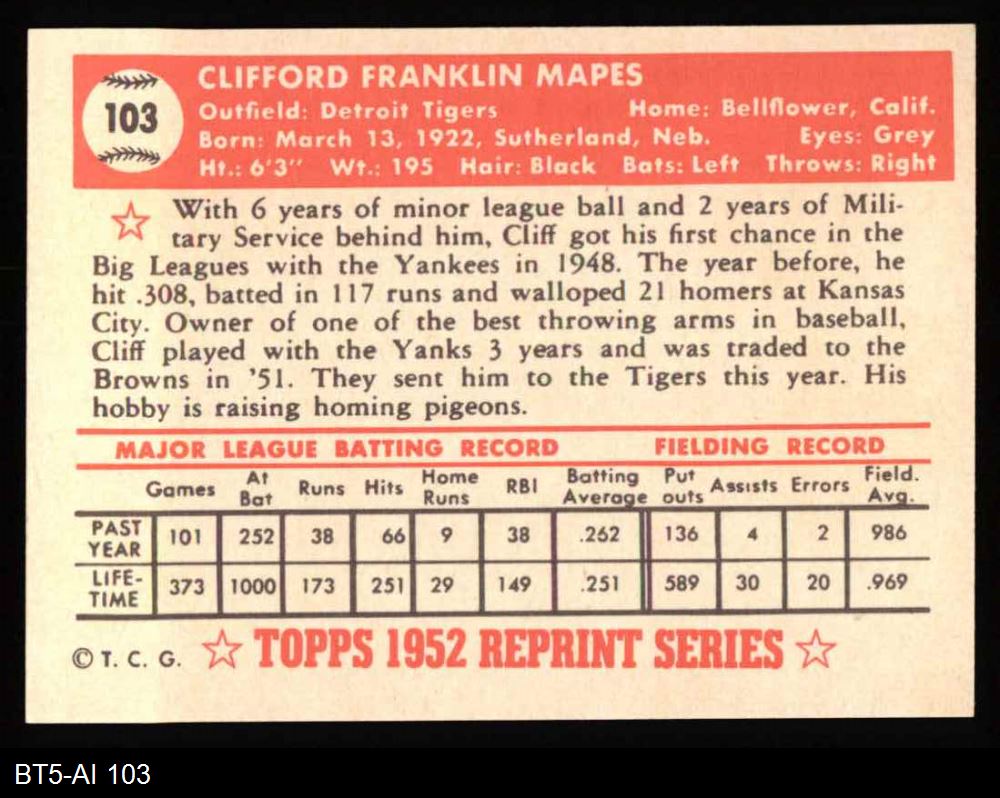 CLIFFORD FRANKLIN MAPES
103
Outfield: Detroit Tigers Home: Bellflower, Calif.
Born: March 13, 1922, Sutherland, Neb. Eyes: Grey
Ht.: 6'3" Wt.: 195 Hair: Black Bats: Left Throws: Right
With 6 years of minor league ball and 2 years of Mili-
tary Service behind him, Cliff got his first chance in the
Big Leagues with the Yankees in 1948. The year before, he
hit .308, batted in 117 runs and walloped 21 homers at Kansas
City. Owner of one of the best throwing arms in baseball,
Cliff played with the Yanks 3 years and was traded to the
Browns in '51. They sent him to the Tigers this year. His
hobby is raising homing pigeons.
MAJOR LEAGUE BATTING RECORD FIELDING RECORD
Games At Bat Runs Hits Home Runs RBI Batting Average Put outs Assists Errors Field. Avg.
PAST YEAR 101 252 38 66 9 38 .262 136 4 2 986
LIFE-TIME 373 1000 173 251 29 149 .251 589 30 20 .969
© T. C. G. ☆ TOPPS 1952 REPRINT SERIES ☆
BT5-AI 103